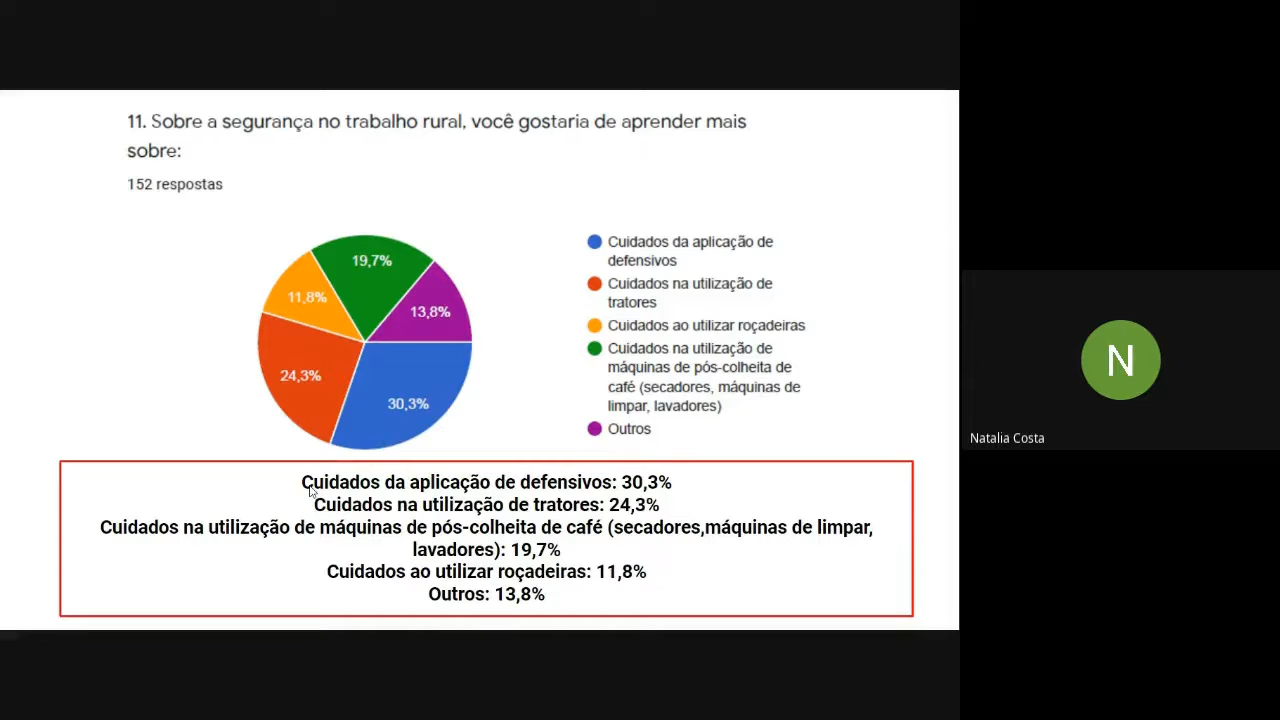 11. Sobre a segurança no trabalho rural, você gostaria de aprender mais
sobre:
152 respostas
19,7%
11,8%
13,8%
24,3%
30,3%
Cuidados da aplicação de
defensivos
Cuidados na utilização de
tratores
Cuidados ao utilizar roçadeiras
Cuidados na utilização de
máquinas de pós-colheita de
café (secadores, máquinas de
limpar, lavadores)
Outros
Cuidados da aplicação de defensivos: 30,3%
Cuidados na utilização de tratores: 24,3%
Cuidados na utilização de máquinas de pós-colheita de café (secadores,máquinas de limpar,
lavadores): 19,7%
Cuidados ao utilizar roçadeiras: 11,8%
Outros: 13,8%
N
Natalia Costa